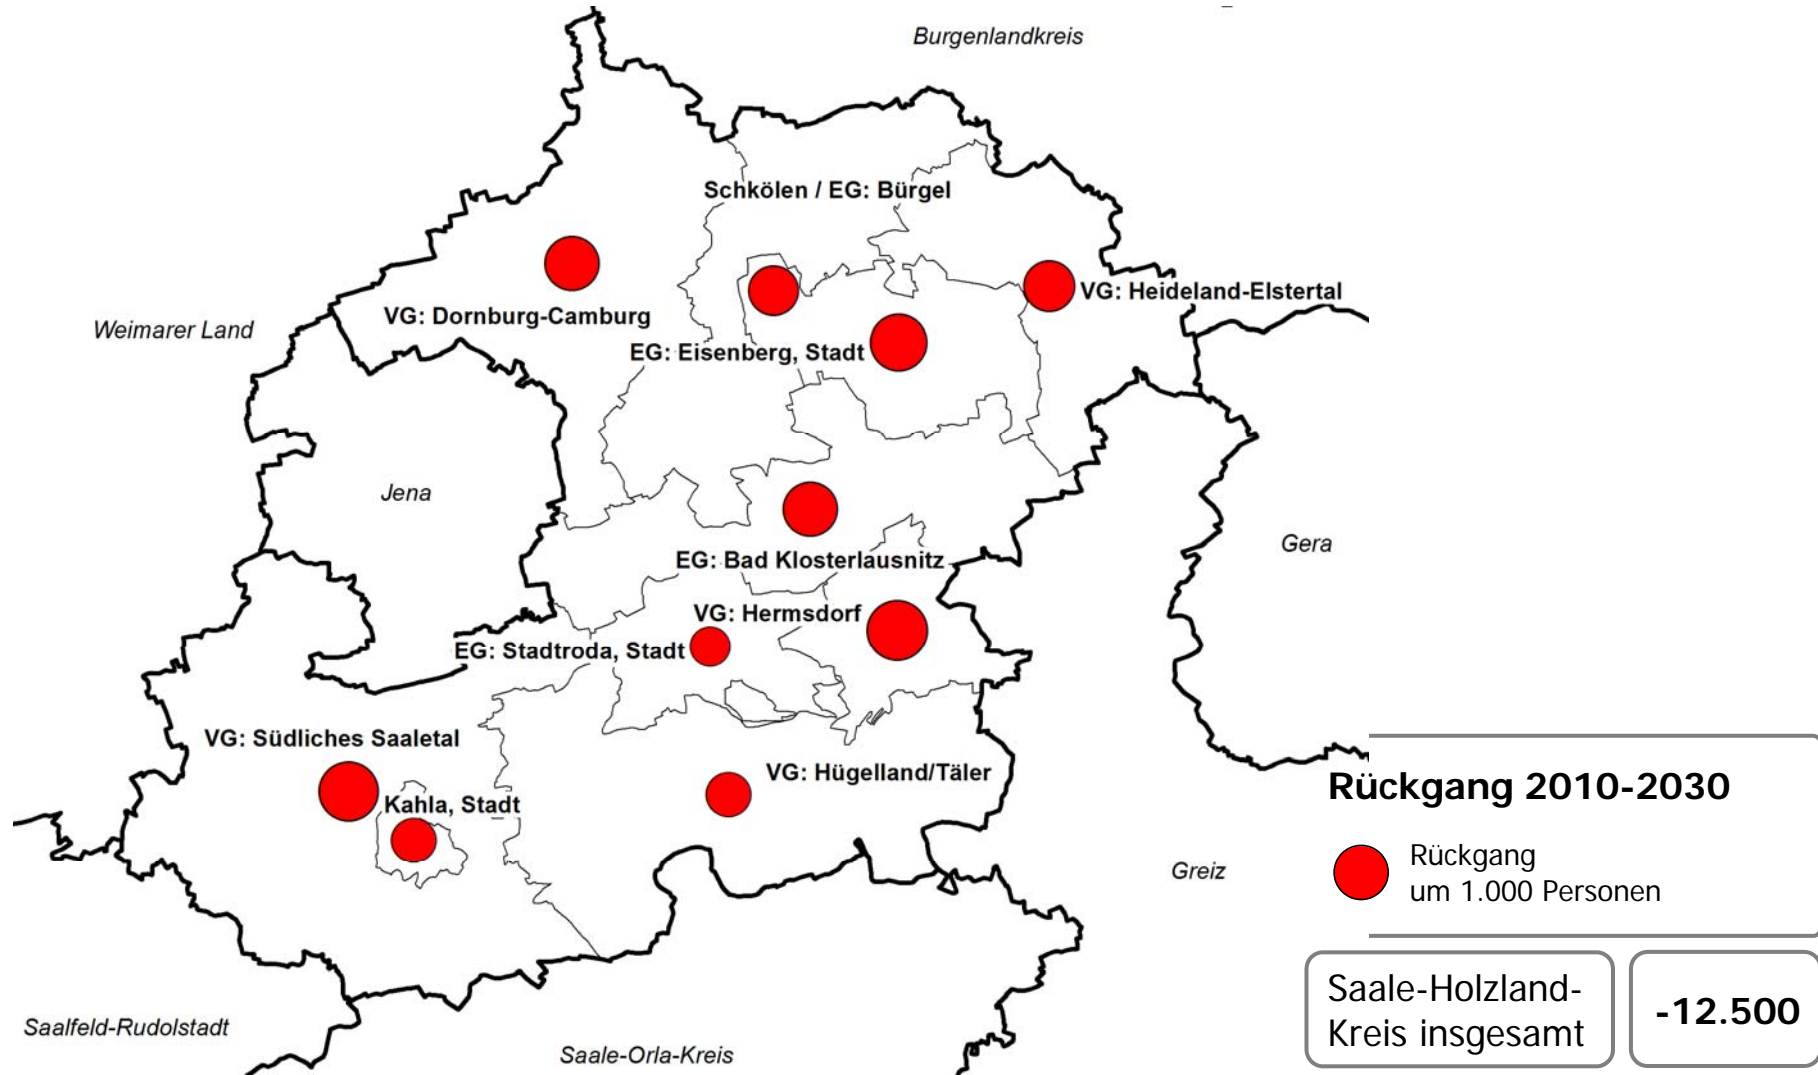 Burgenlandkreis
Schkölen / EG: Bürgel
VG: Heideland-Elstertal
VG: Dornburg-Camburg
Weimarer Land
EG: Eisenberg, Stadt
Jena
Gera
EG: Bad Klosterlausnitz
VG: Hermsdorf
EG: Stadtroda, Stadt
VG: Südliches Saaletal
VG: Hügelland/Täler
Kahla, Stadt
Greiz
Saalfeld-Rudolstadt
Saale-Orla-Kreis
Rückgang 2010-2030
Rückgang
um 1.000 Personen
Saale-Holzland-
Kreis insgesamt
-12.500